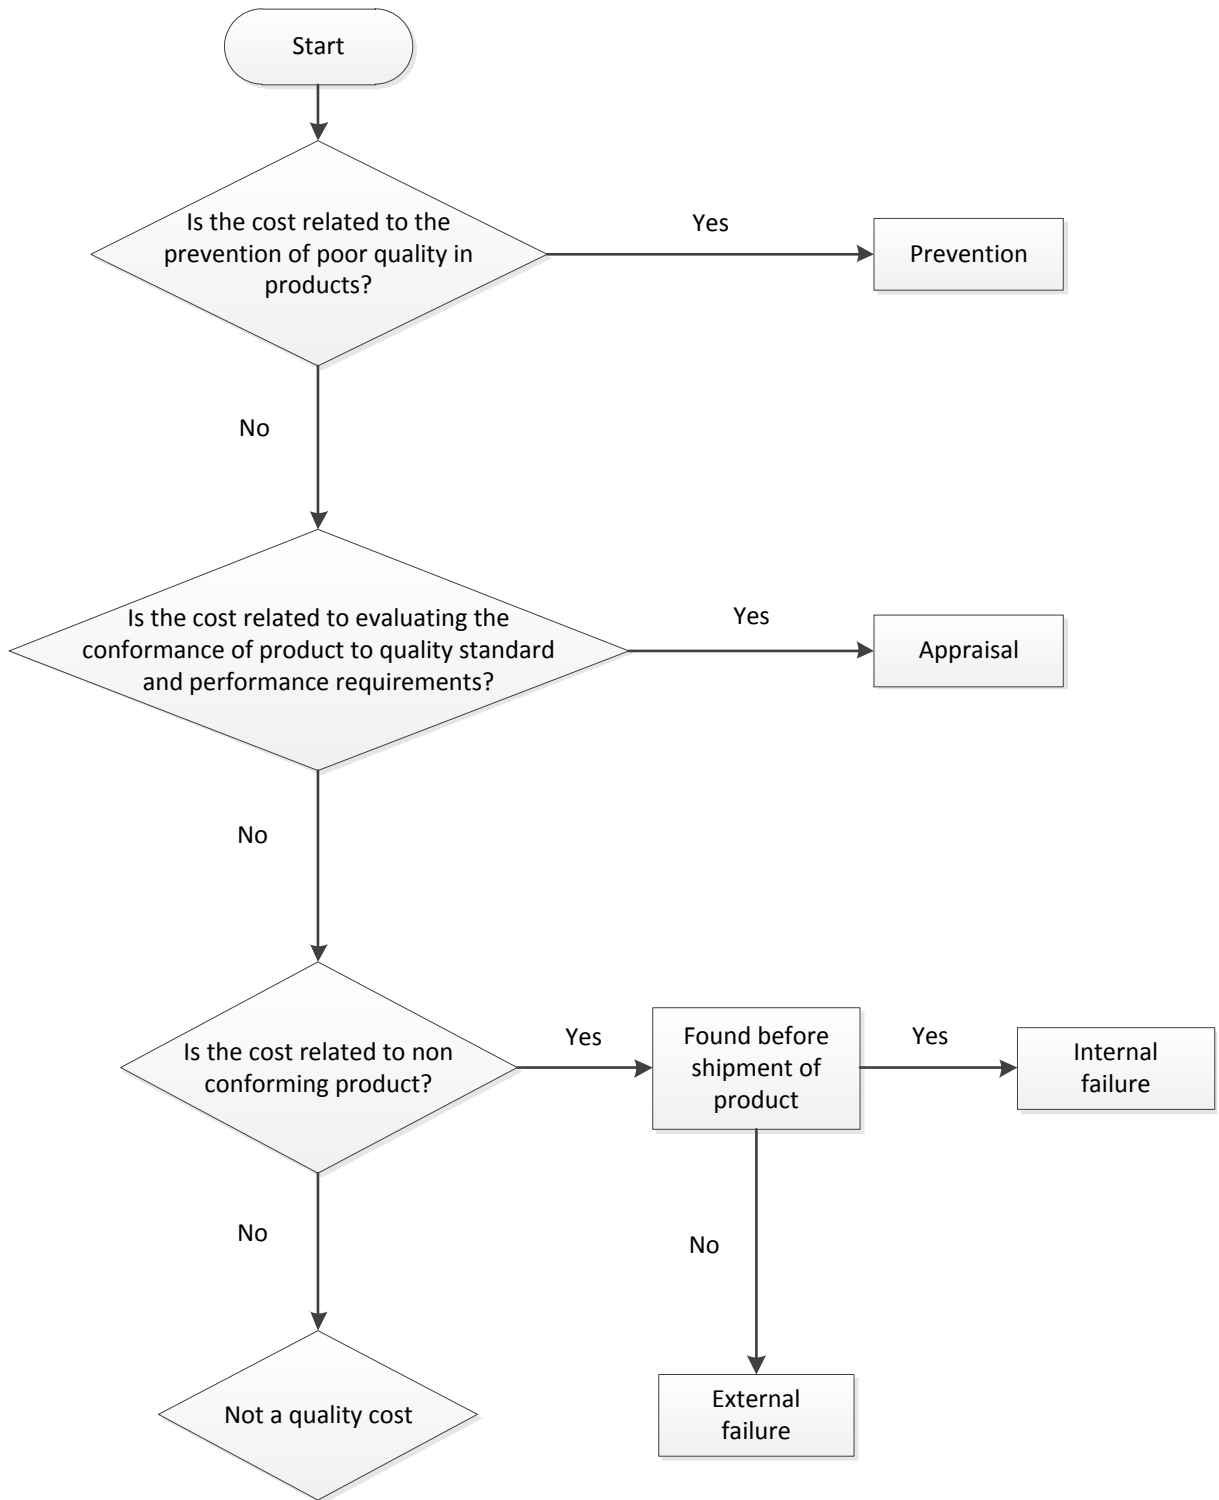 Start
Is the cost related to the
prevention of poor quality in
products?
Yes
Prevention
No
Is the cost related to evaluating the
conformance of product to quality standard
and performance requirements?
Yes
Appraisal
No
Is the cost related to non
conforming product?
Yes
Found before
shipment of
product
Yes
Internal
failure
No
No
Not a quality cost
External
failure